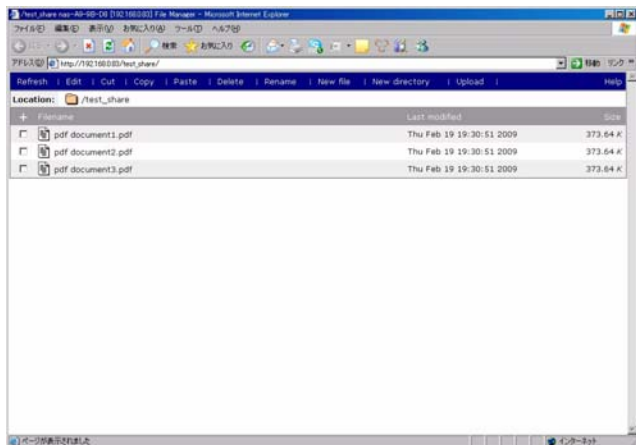 /test_share nas-A9-9B-D8 [192.168.0.83] File Manager - Microsoft Internet Explorer
ファイル(F) 編集(E) 表示(V) お気に入り(A) ツール(T) ヘルプ(H)
検索 お気に入り
アドレス(D) http://192.168.0.83/test_share/ 移動 リンク
Refresh | Edit | Cut | Copy | Paste | Delete | Rename | New file | New directory | Upload | Help
Location: /test_share
Filename Last modified Size
pdf document1.pdf Thu Feb 19 19:30:51 2009 373.64 K
pdf document2.pdf Thu Feb 19 19:30:51 2009 373.64 K
pdf document3.pdf Thu Feb 19 19:30:51 2009 373.64 K
ページが表示されました インターネット